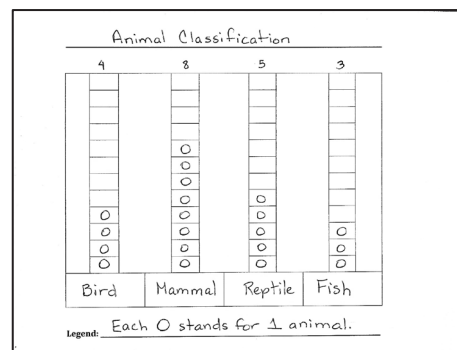 Animal Classification
4 8 5 3
Bird Mammal Reptile Fish
Legend: Each O stands for 1 animal.